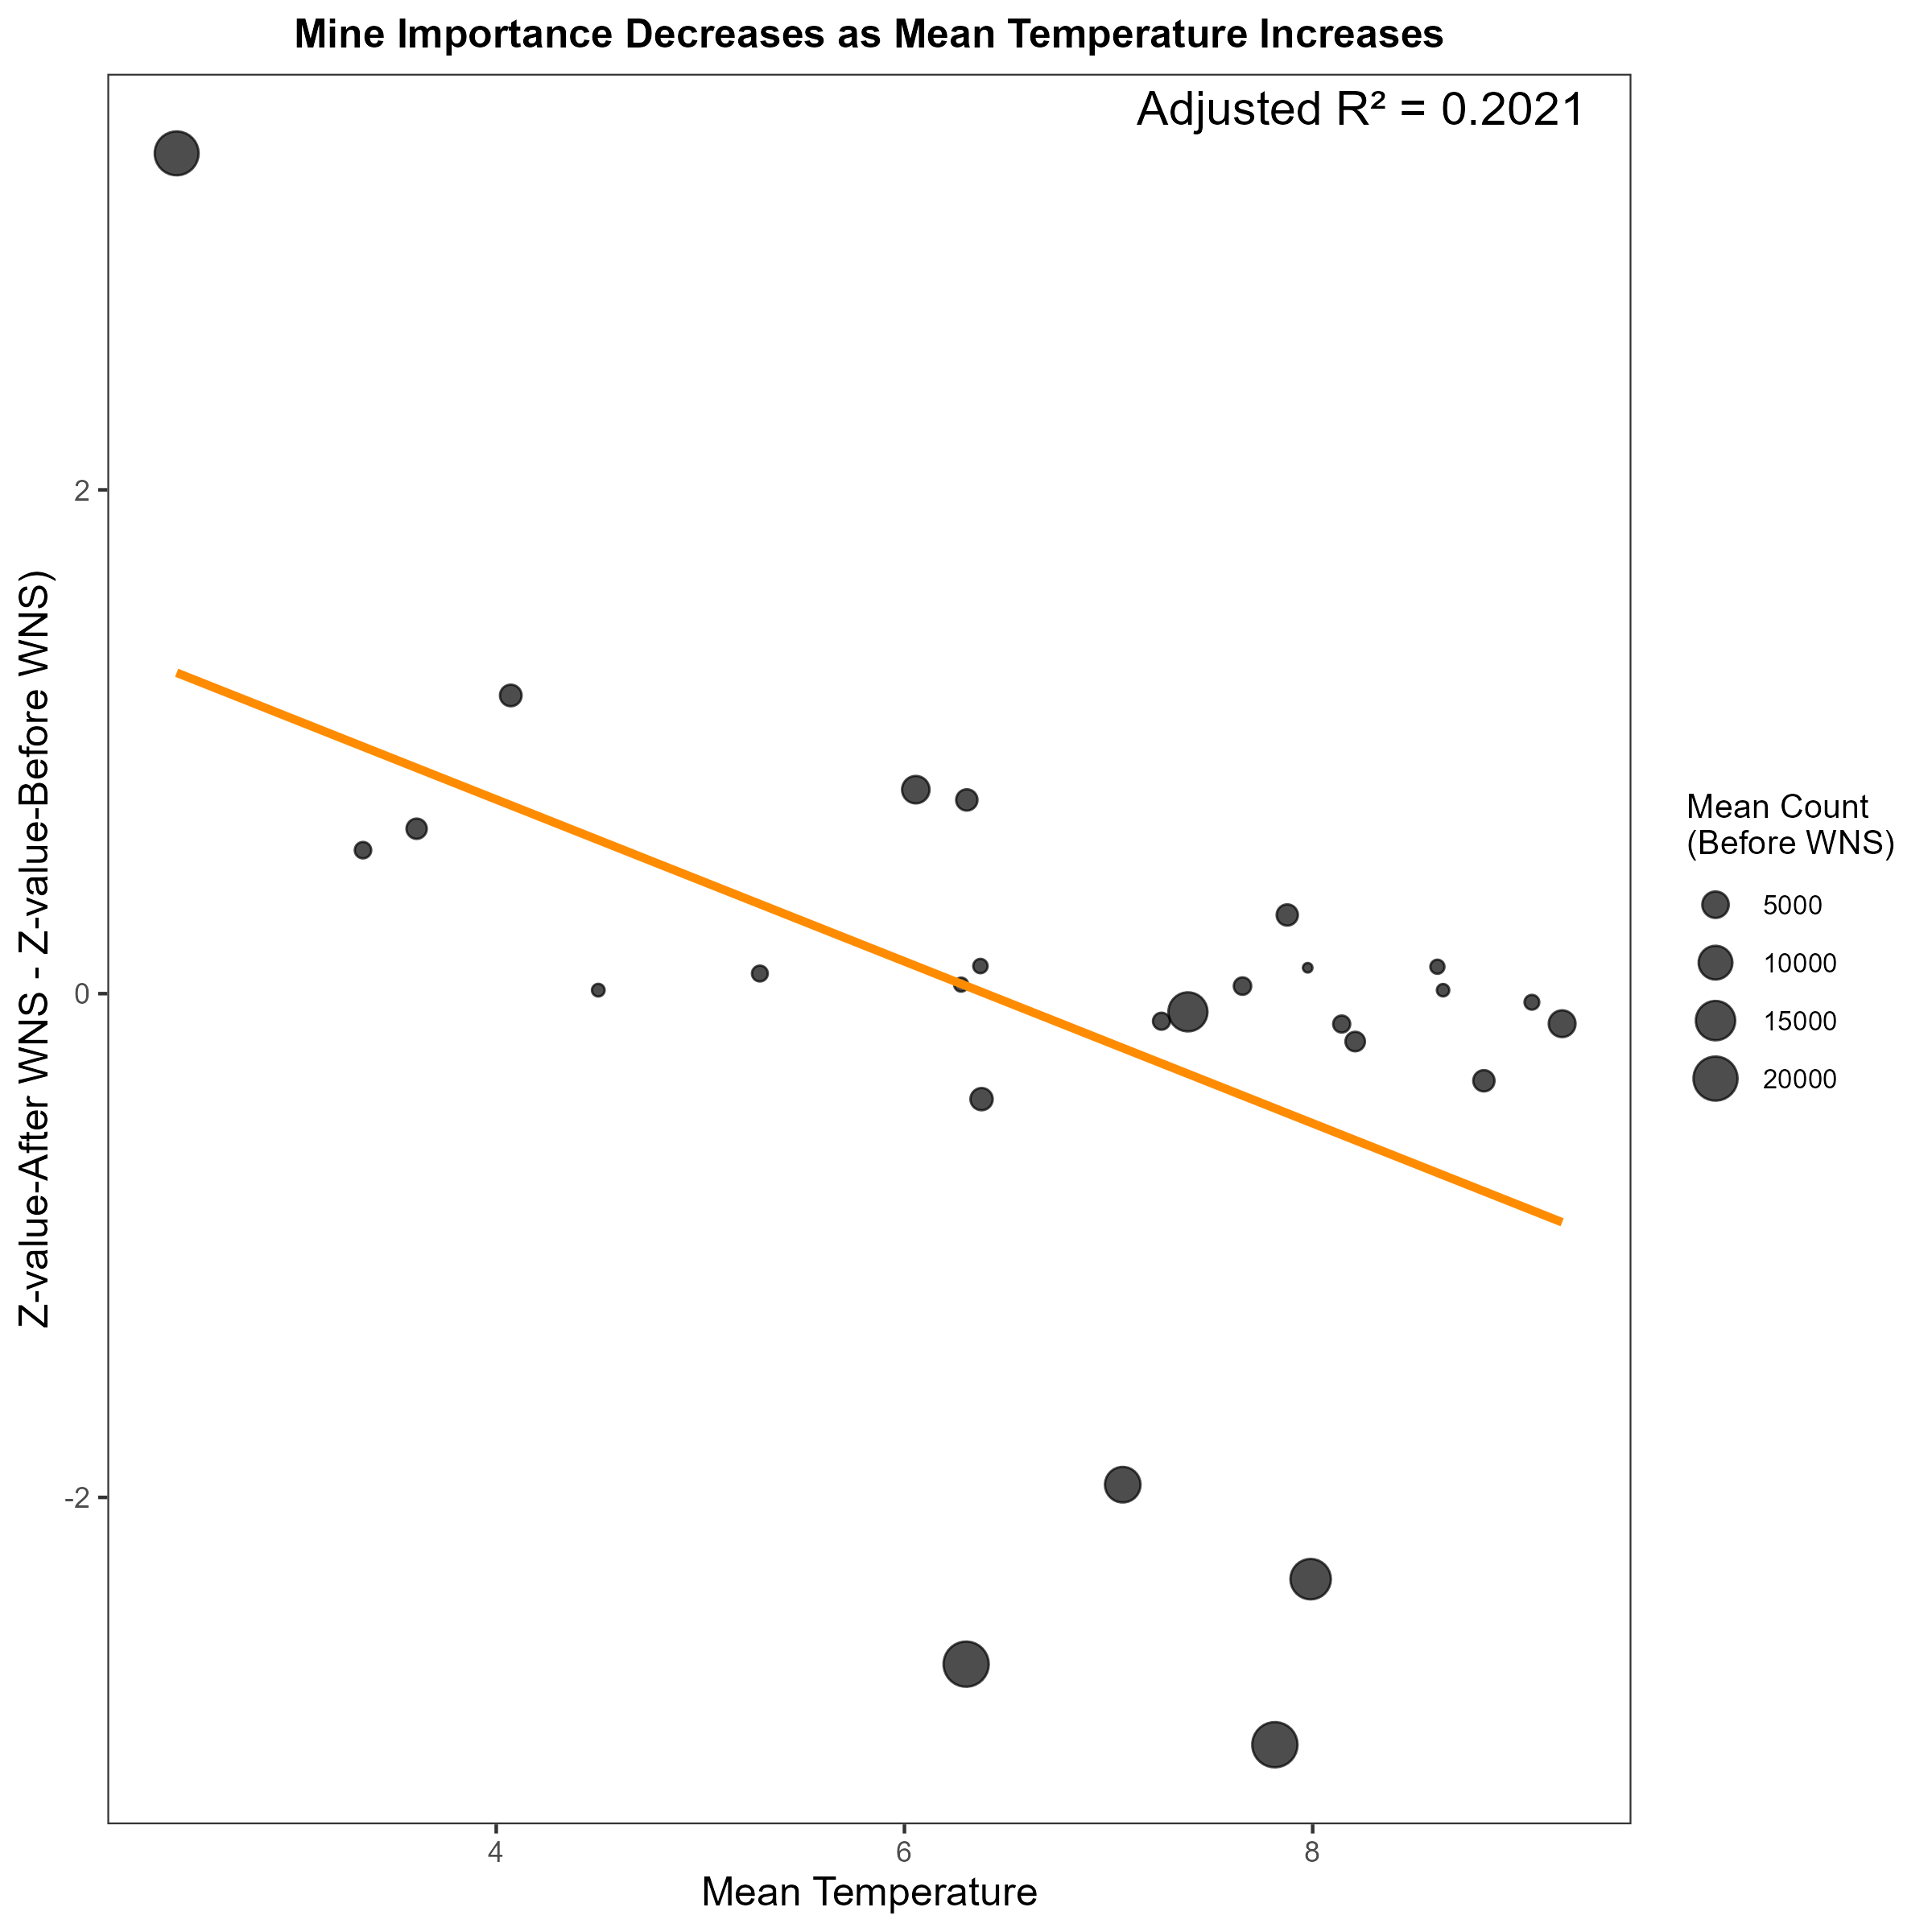 Mine Importance Decreases as Mean Temperature Increases
Adjusted R² = 0.2021
Z-value-After WNS - Z-value-Before WNS)
2
0
-2
4
6
8
Mean Temperature
Mean Count
(Before WNS)
5000
10000
15000
20000